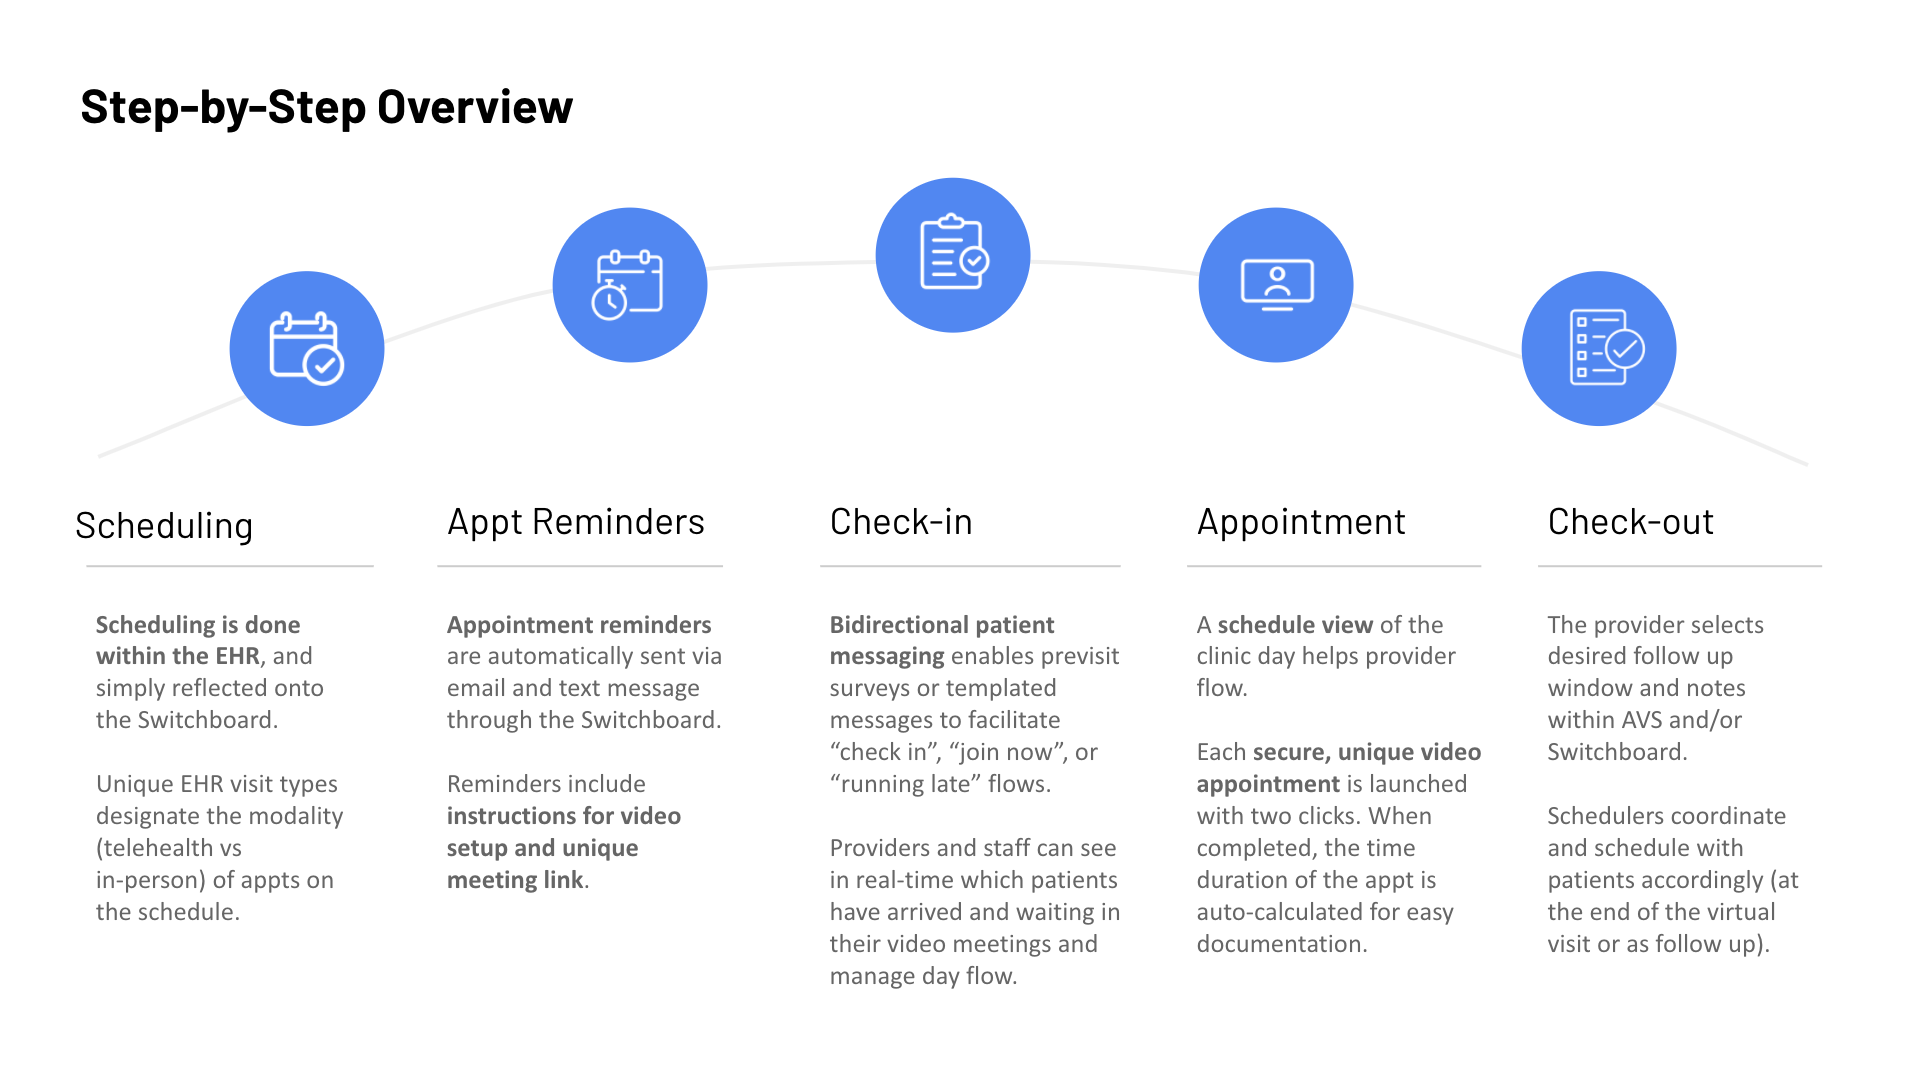 Step-by-Step Overview
Scheduling
Scheduling is done
within the EHR, and
simply reflected onto
the Switchboard.
Unique EHR visit types
designate the modality
(telehealth vs
in-person) of appts on
the schedule.
Appt Reminders
Appointment reminders
are automatically sent via
email and text message
through the Switchboard.
Reminders include
instructions for video
setup and unique
meeting link.
Check-in
Bidirectional patient
messaging enables previsit
surveys or templated
messages to facilitate
“check in”, “join now”, or
“running late” flows.
Providers and staff can see
in real-time which patients
have arrived and waiting in
their video meetings and
manage day flow.
Appointment
A schedule view of the
clinic day helps provider
flow.
Each secure, unique video
appointment is launched
with two clicks. When
completed, the time
duration of the appt is
auto-calculated for easy
documentation.
Check-out
The provider selects
desired follow up
window and notes
within AVS and/or
Switchboard.
Schedulers coordinate
and schedule with
patients accordingly (at
the end of the virtual
visit or as follow up).